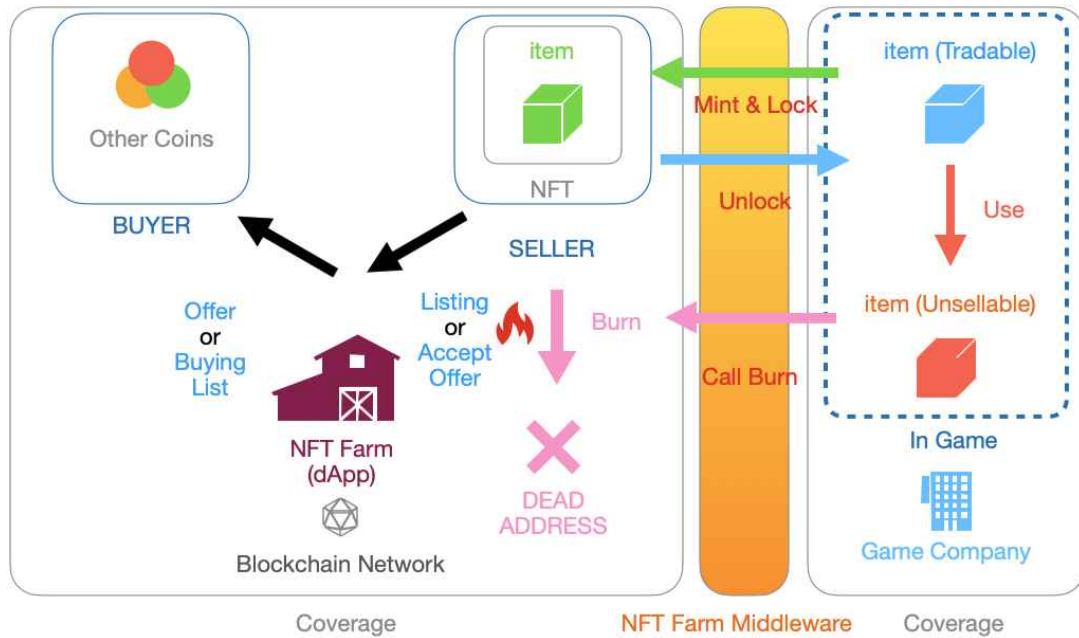 Other Coins
BUYER
item
NFT
SELLER
Mint & Lock
Unlock
item (Tradable)
Use
item (Unsellable)
In Game
Game Company
Offer
or
Buying
List
Listing
or
Accept
Offer
Burn
Call Burn
NFT Farm
(dApp)
DEAD
ADDRESS
Blockchain Network
Coverage
NFT Farm Middleware
Coverage